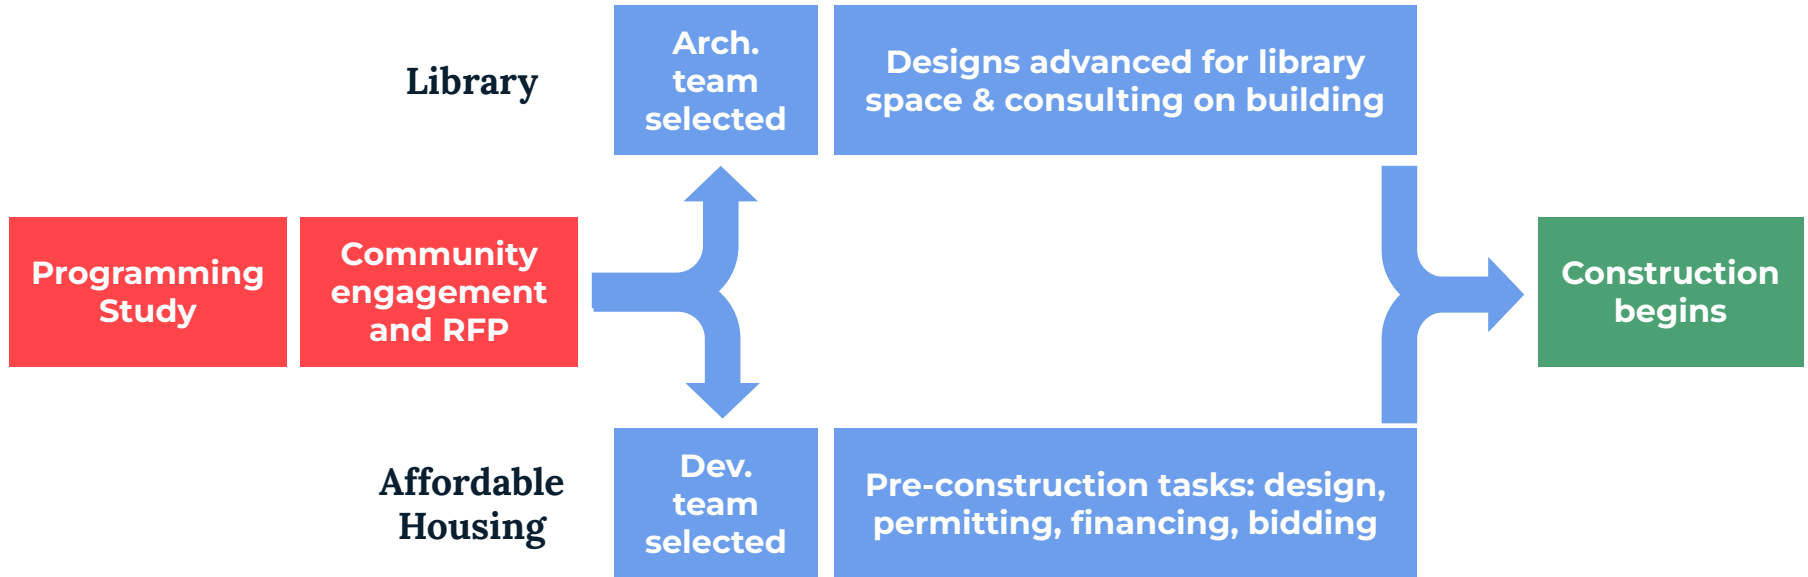 Library
Arch.
team
selected
Designs advanced for library
space & consulting on building
Programming
Study
Community
engagement
and RFP
Construction
begins
Affordable
Housing
Dev.
team
selected
Pre-construction tasks: design,
permitting, financing, bidding